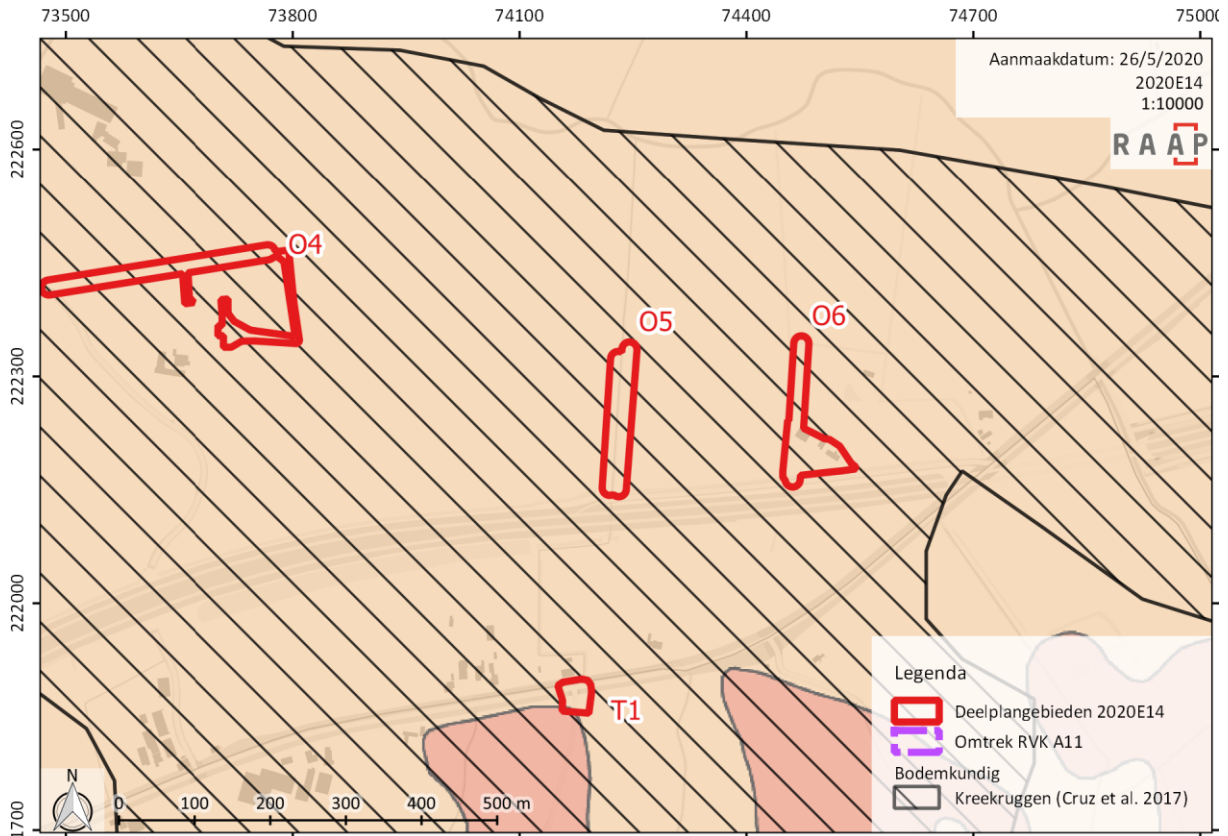 73500 73800 74100 74400 74700 75000
Aanmaakdatum: 26/5/2020
2020E14
1:10000
RAAP
222600
O4
O5
O6
222300
222000
T1
Legenda
Deelplangebieden 2020E14
Omtrek RVK A11
Bodemkundig
Kreekruggen (Cruz et al. 2017)
N
0 100 200 300 400 500 m
1700